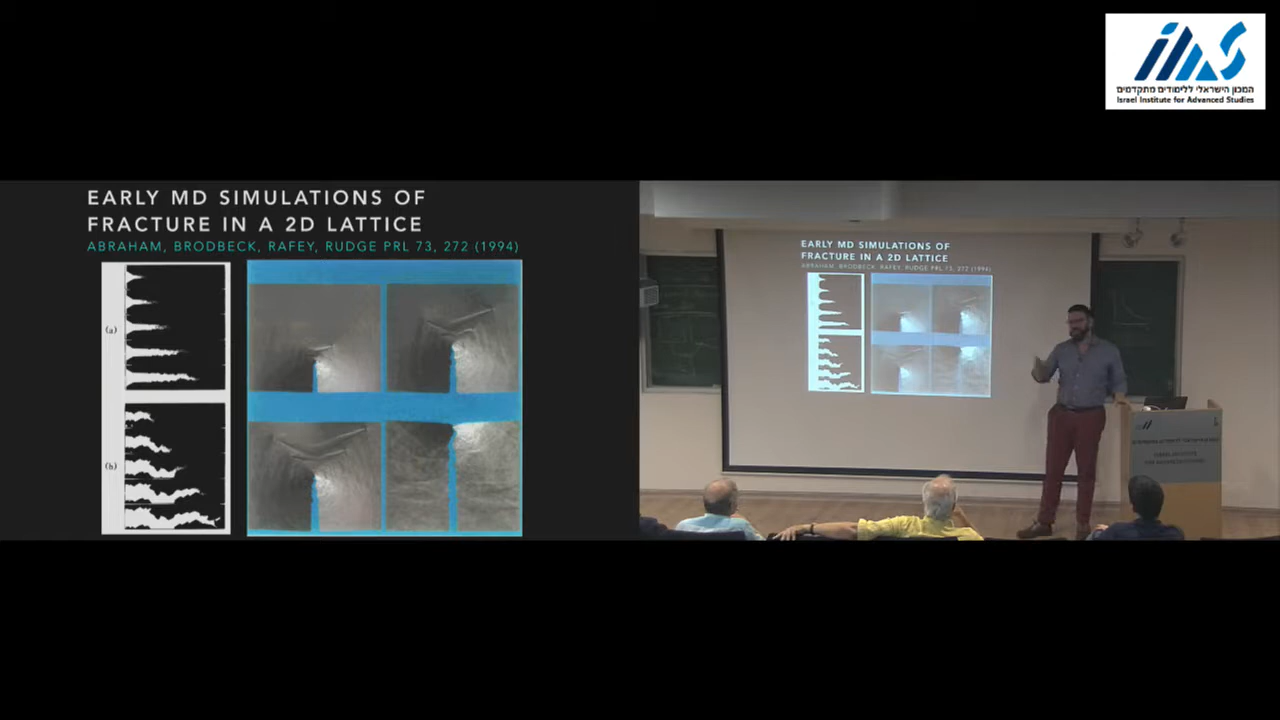 המכון הישראלי ללימודים מתקדמים
Israel Institute for Advanced Studies
EARLY MD SIMULATIONS OF
FRACTURE IN A 2D LATTICE
ABRAHAM, BRODBECK, RAFEY, RUDGE PRL 73, 272 (1994)
(a)
(b)
EARLY MD SIMULATIONS OF
FRACTURE IN A 2D LATTICE
ABRAHAM, BRODBECK, RAFEY, RUDGE PRL 73, 272 (1994)